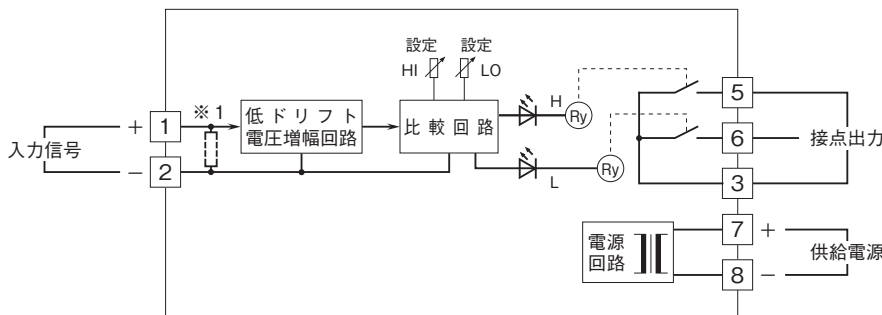 設定
HI
設定
LO
※1
+
1
低ドリフト
電圧増幅回路
比較回路
H
Ry
5
入力信号
6
接点出力
−
2
L
Ry
3
電源
回路
7
+
供給電源
8
−